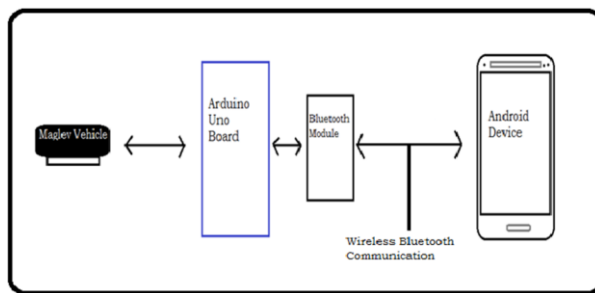 Maglev Vehicle
Arduino
Uno
Board
Bluetooth
Module
Android
Device
Wireless Bluetooth
Communication